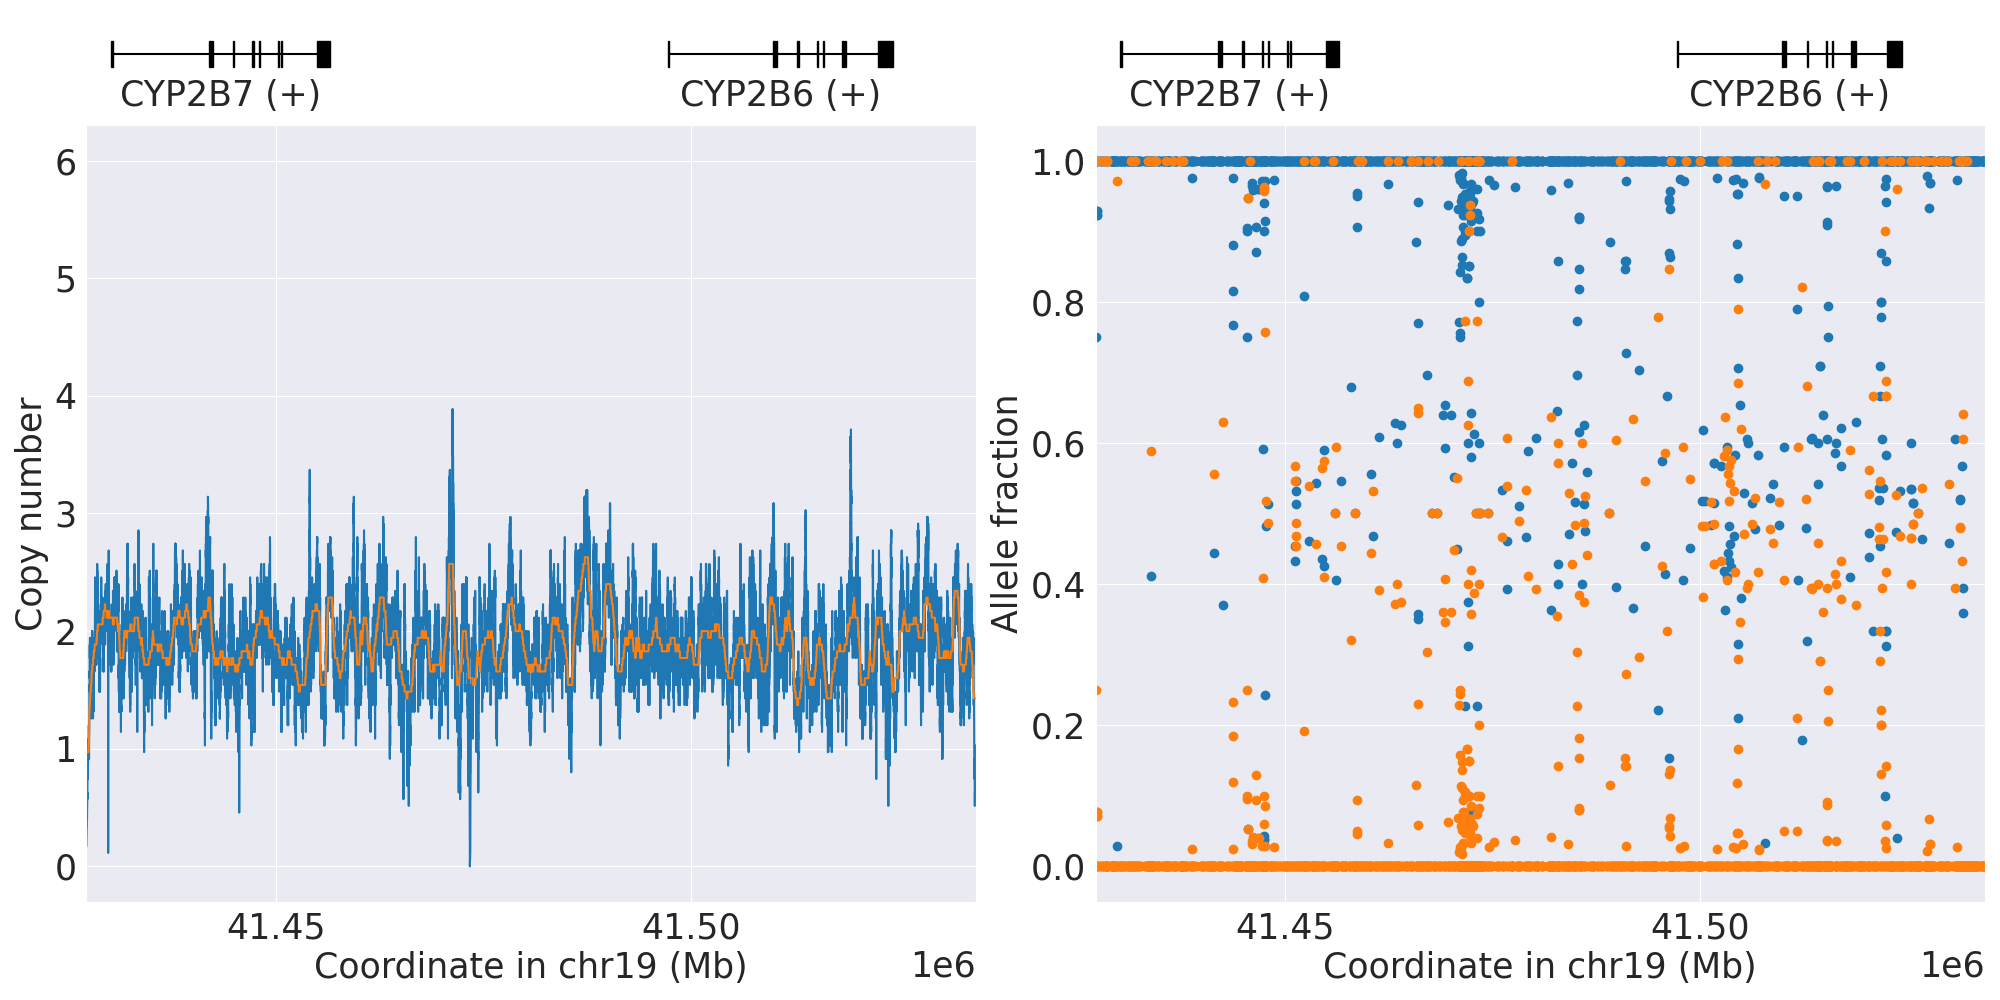 CYP2B7 (+)
CYP2B6 (+)
6
5
4
3
2
1
0
Copy number
41.45
41.50
Coordinate in chr19 (Mb)
1e6
CYP2B7 (+)
CYP2B6 (+)
1.0
0.8
0.6
0.4
0.2
0.0
Allele fraction
41.45
41.50
Coordinate in chr19 (Mb)
1e6